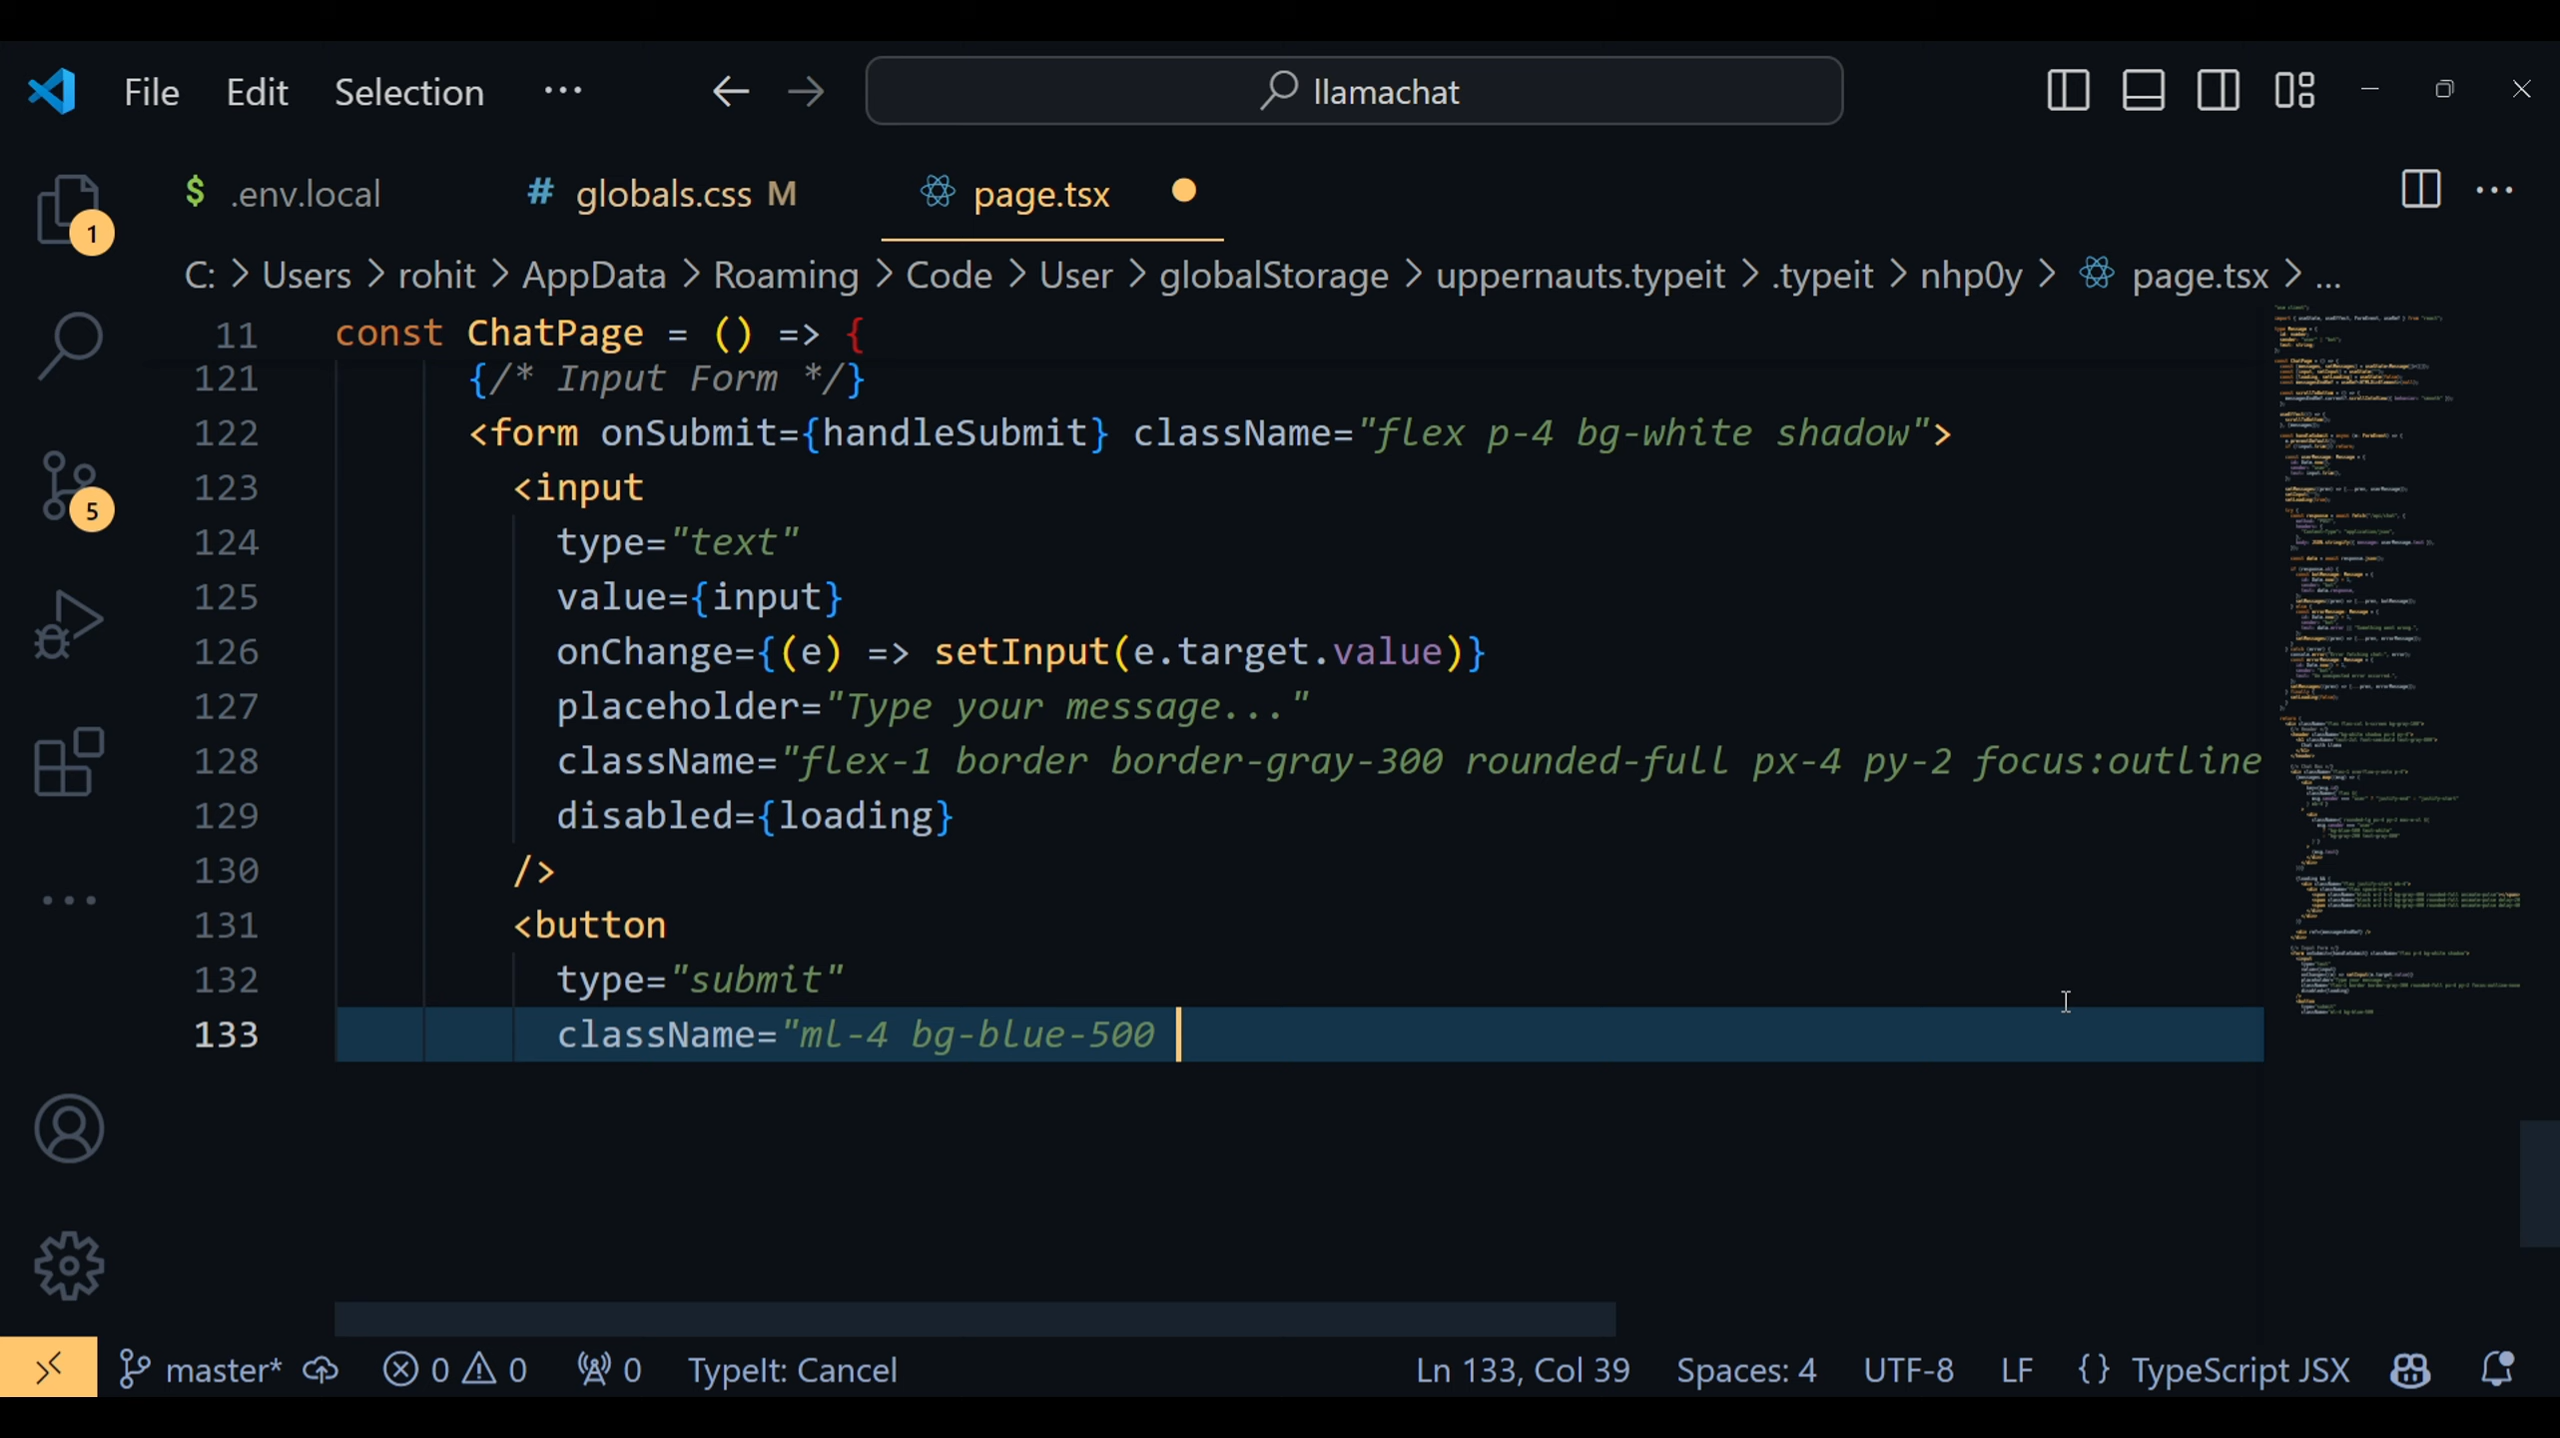 File Edit Selection ··· llamachat
$ .env.local # globals.css M page.tsx
C: > Users > rohit > AppData > Roaming > Code > User > globalStorage > uppernauts.typeit > .typeit > nhp0y > page.tsx > ...
11 const ChatPage = () => {
121 {/* Input Form */}
122 <form onSubmit={handleSubmit} className="flex p-4 bg-white shadow">
123 <input
124 type="text"
125 value={input}
126 onChange={(e) => setInput(e.target.value)}
127 placeholder="Type your message..."
128 className="flex-1 border border-gray-300 rounded-full px-4 py-2 focus:outline
129 disabled={loading}
130 />
131 <button
132 type="submit"
133 className="ml-4 bg-blue-500
1
5
master* 0 0 0 TypeIt: Cancel Ln 133, Col 39 Spaces: 4 UTF-8 LF {} TypeScript JSX